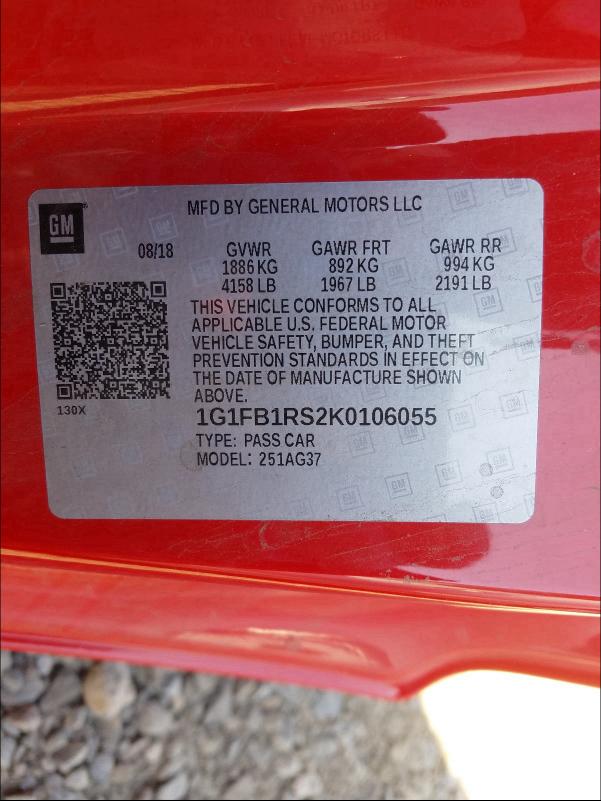 GM
MFD BY GENERAL MOTORS LLC
08/18 GVWR GAWR FRT GAWR RR
1886 KG 892 KG 994 KG
4158 LB 1967 LB 2191 LB
THIS VEHICLE CONFORMS TO ALL
APPLICABLE U.S. FEDERAL MOTOR
VEHICLE SAFETY, BUMPER, AND THEFT
PREVENTION STANDARDS IN EFFECT ON
THE DATE OF MANUFACTURE SHOWN
ABOVE.
130X
1G1FB1RS2K0106055
TYPE: PASS CAR
MODEL: 251AG37